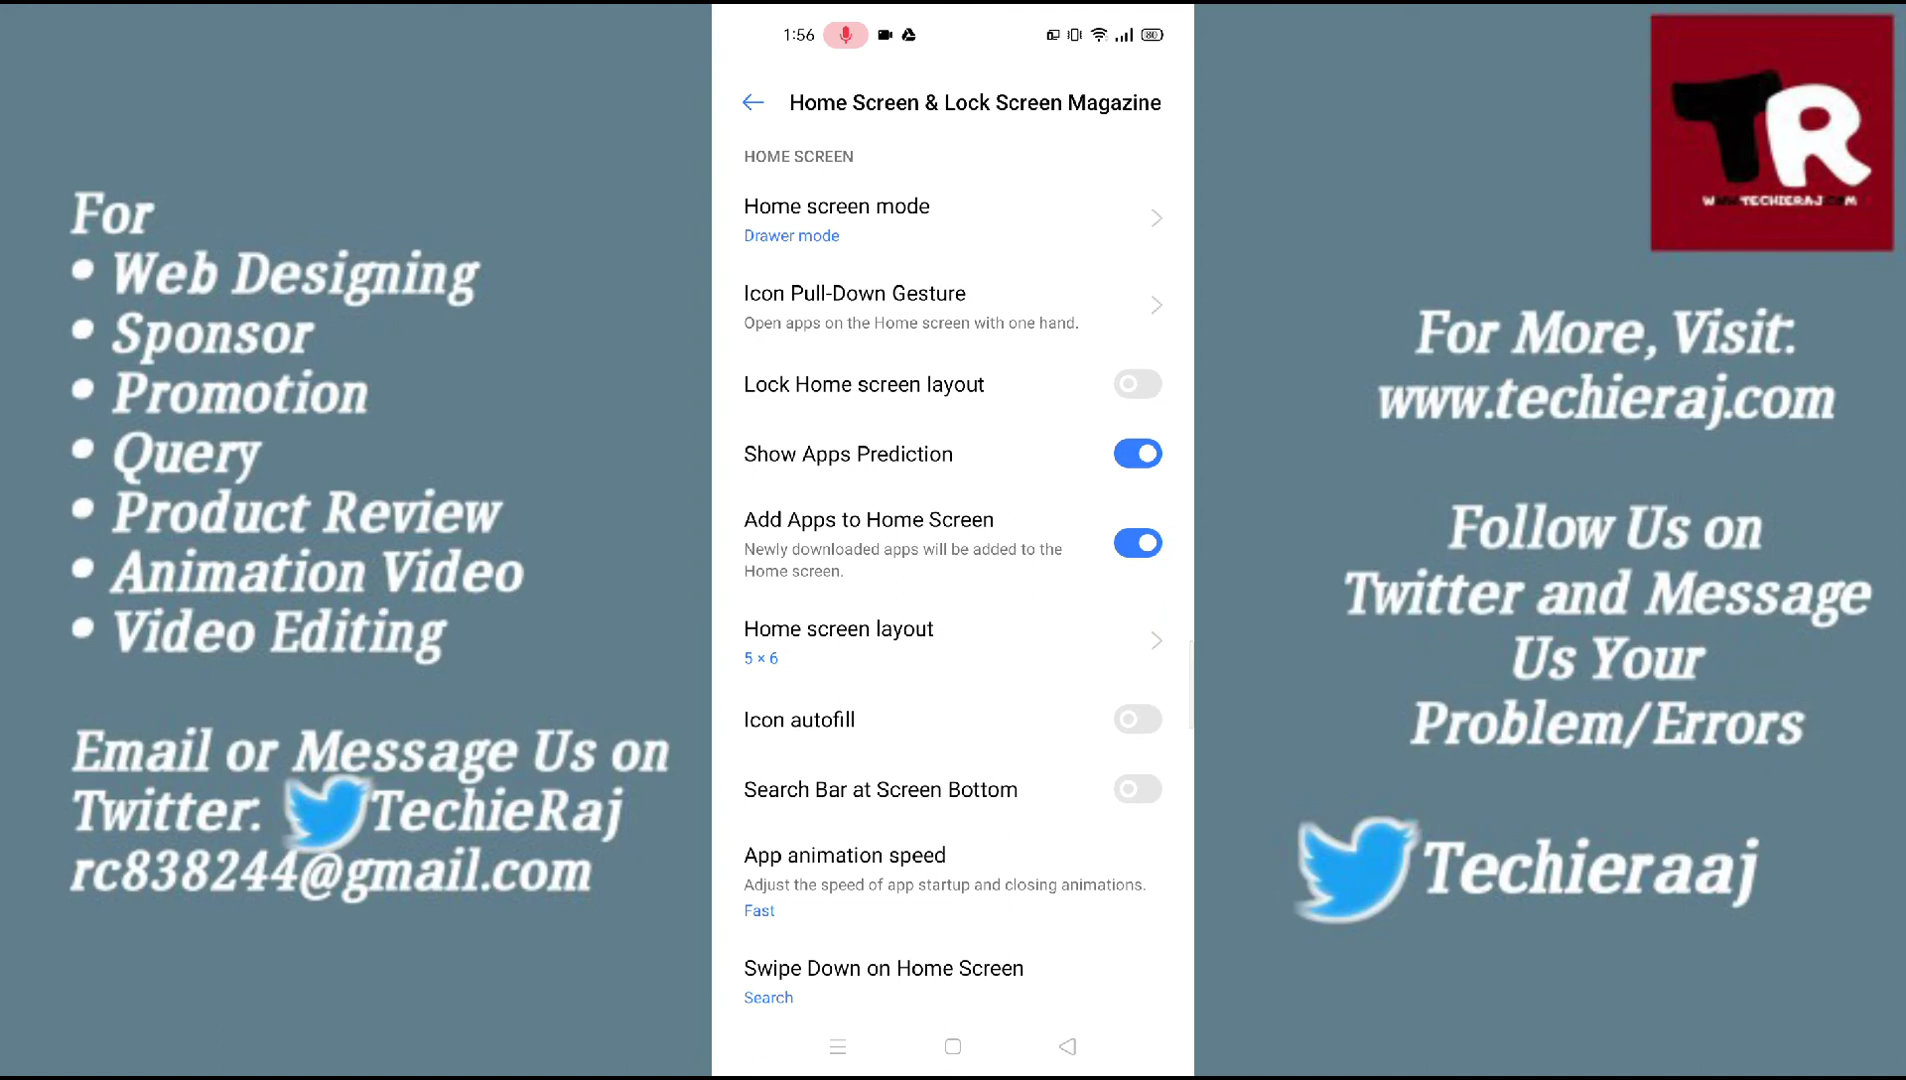 For
• Web Designing
• Sponsor
• Promotion
• Query
• Product Review
• Animation Video
• Video Editing
Email or Message Us on
Twitter: TechieRaj
rc838244@gmail.com
1:56
80
Home Screen & Lock Screen Magazine
HOME SCREEN
Home screen mode
Drawer mode
Icon Pull-Down Gesture
Open apps on the Home screen with one hand.
Lock Home screen layout
Show Apps Prediction
Add Apps to Home Screen
Newly downloaded apps will be added to the
Home screen.
Home screen layout
5 × 6
Icon autofill
Search Bar at Screen Bottom
App animation speed
Adjust the speed of app startup and closing animations.
Fast
Swipe Down on Home Screen
Search
TR
WWW.TECHIERAJ.COM
For More, Visit:
www.techieraj.com
Follow Us on
Twitter and Message
Us Your
Problem/Errors
Techieraaj